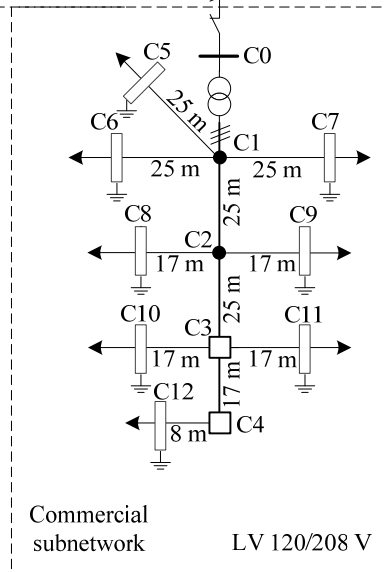 C0
C5
25 m
C6
C1
C7
25 m
25 m
25 m
C8
C2
C9
17 m
17 m
25 m
C10
C3
C11
17 m
17 m
17 m
C12
C4
8 m
Commercial
subnetwork
LV 120/208 V